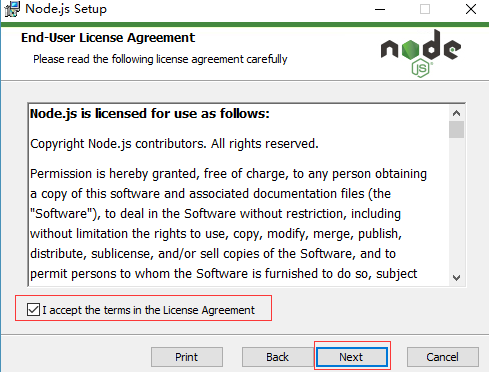 Node.js Setup
End-User License Agreement
Please read the following license agreement carefully
node
JS
Node.js is licensed for use as follows:
Copyright Node.js contributors. All rights reserved.
Permission is hereby granted, free of charge, to any person obtaining
a copy of this software and associated documentation files (the
"Software"), to deal in the Software without restriction, including
without limitation the rights to use, copy, modify, merge, publish,
distribute, sublicense, and/or sell copies of the Software, and to
permit persons to whom the Software is furnished to do so, subject
I accept the terms in the License Agreement
Print
Back
Next
Cancel